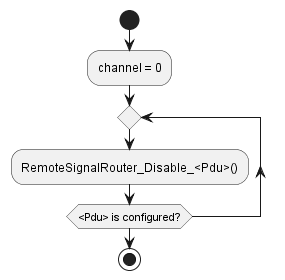 channel = 0
RemoteSignalRouter_Disable_<Pdu>()
<Pdu> is configured?